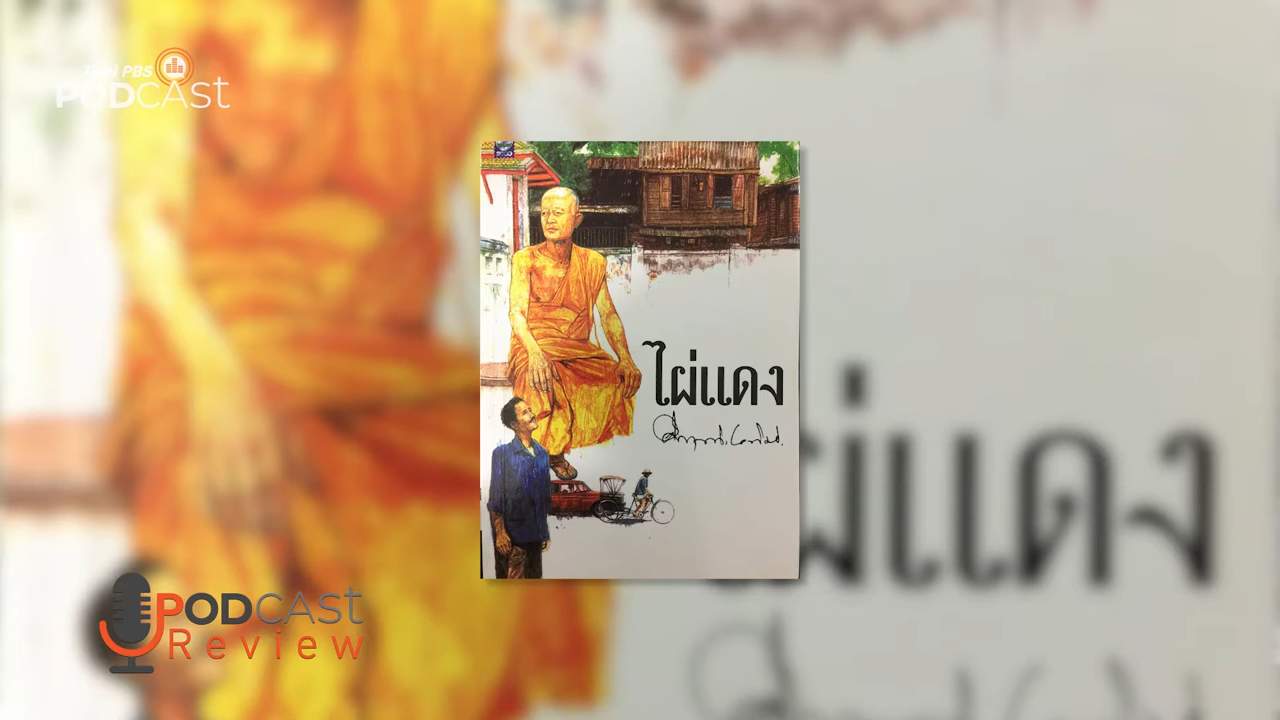 Thai PBS
PODCAst
ไผ่แดง
PODCAst
Review